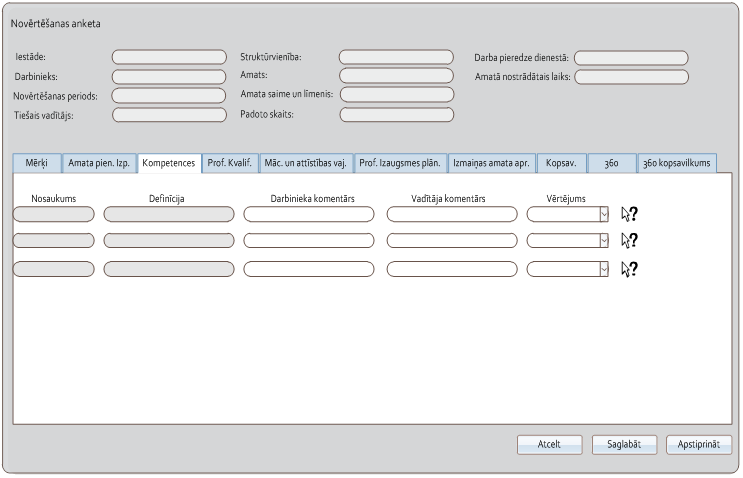 Novērtēšanas anketa
Iestāde: Struktūrvienība: Darba pieredze dienestā:
Darbinieks: Amats: Amatā nostrādātais laiks:
Novērtēšanas periods: Amata saime un līmenis:
Tiešais vadītājs: Padoto skaits:
Mērķi Amata pien. Izp. Kompetences Prof. Kvalif. Māc. un attīstības vaj. Prof. Izaugsmes plān. Izmaiņas amata apr. Kopsav. 360 360 kopsavilkums
Nosaukums Definīcija Darbinieka komentārs Vadītāja komentārs Vērtējums
?
?
?
Atcelt Saglabāt Apstiprināt